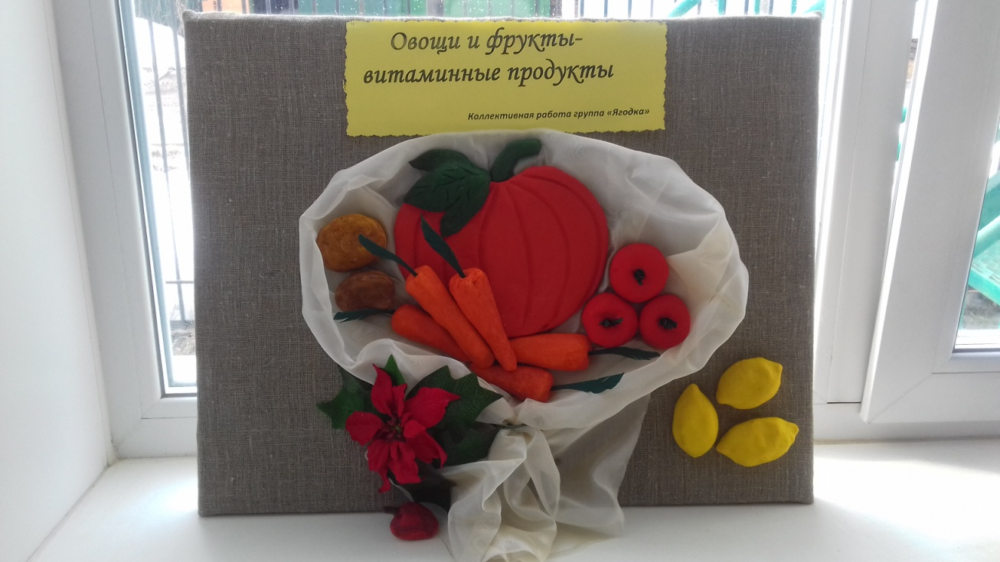 Овощи и фрукты-
витаминные продукты
Коллективная работа группа «Ягодка»